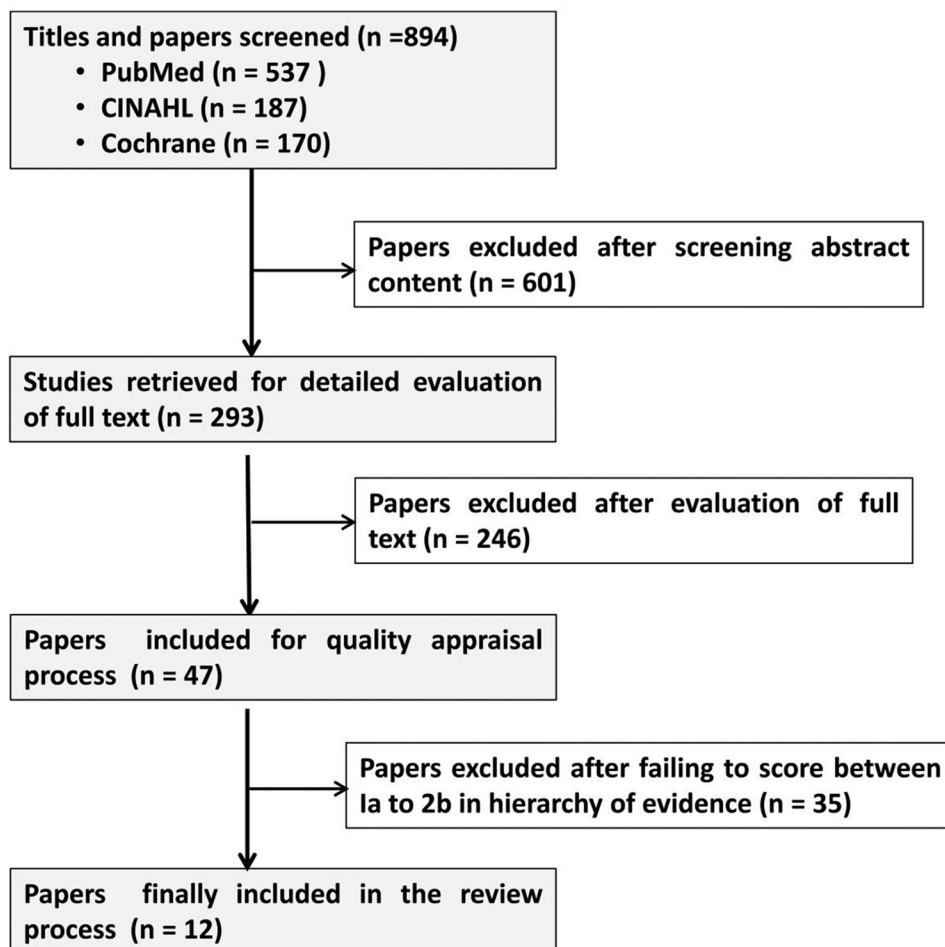 Titles and papers screened (n =894)
• PubMed (n = 537 )
• CINAHL (n = 187)
• Cochrane (n = 170)
Papers excluded after screening abstract
content (n = 601)
Studies retrieved for detailed evaluation
of full text (n = 293)
Papers excluded after evaluation of full
text (n = 246)
Papers included for quality appraisal
process (n = 47)
Papers excluded after failing to score between
Ia to 2b in hierarchy of evidence (n = 35)
Papers finally included in the review
process (n = 12)